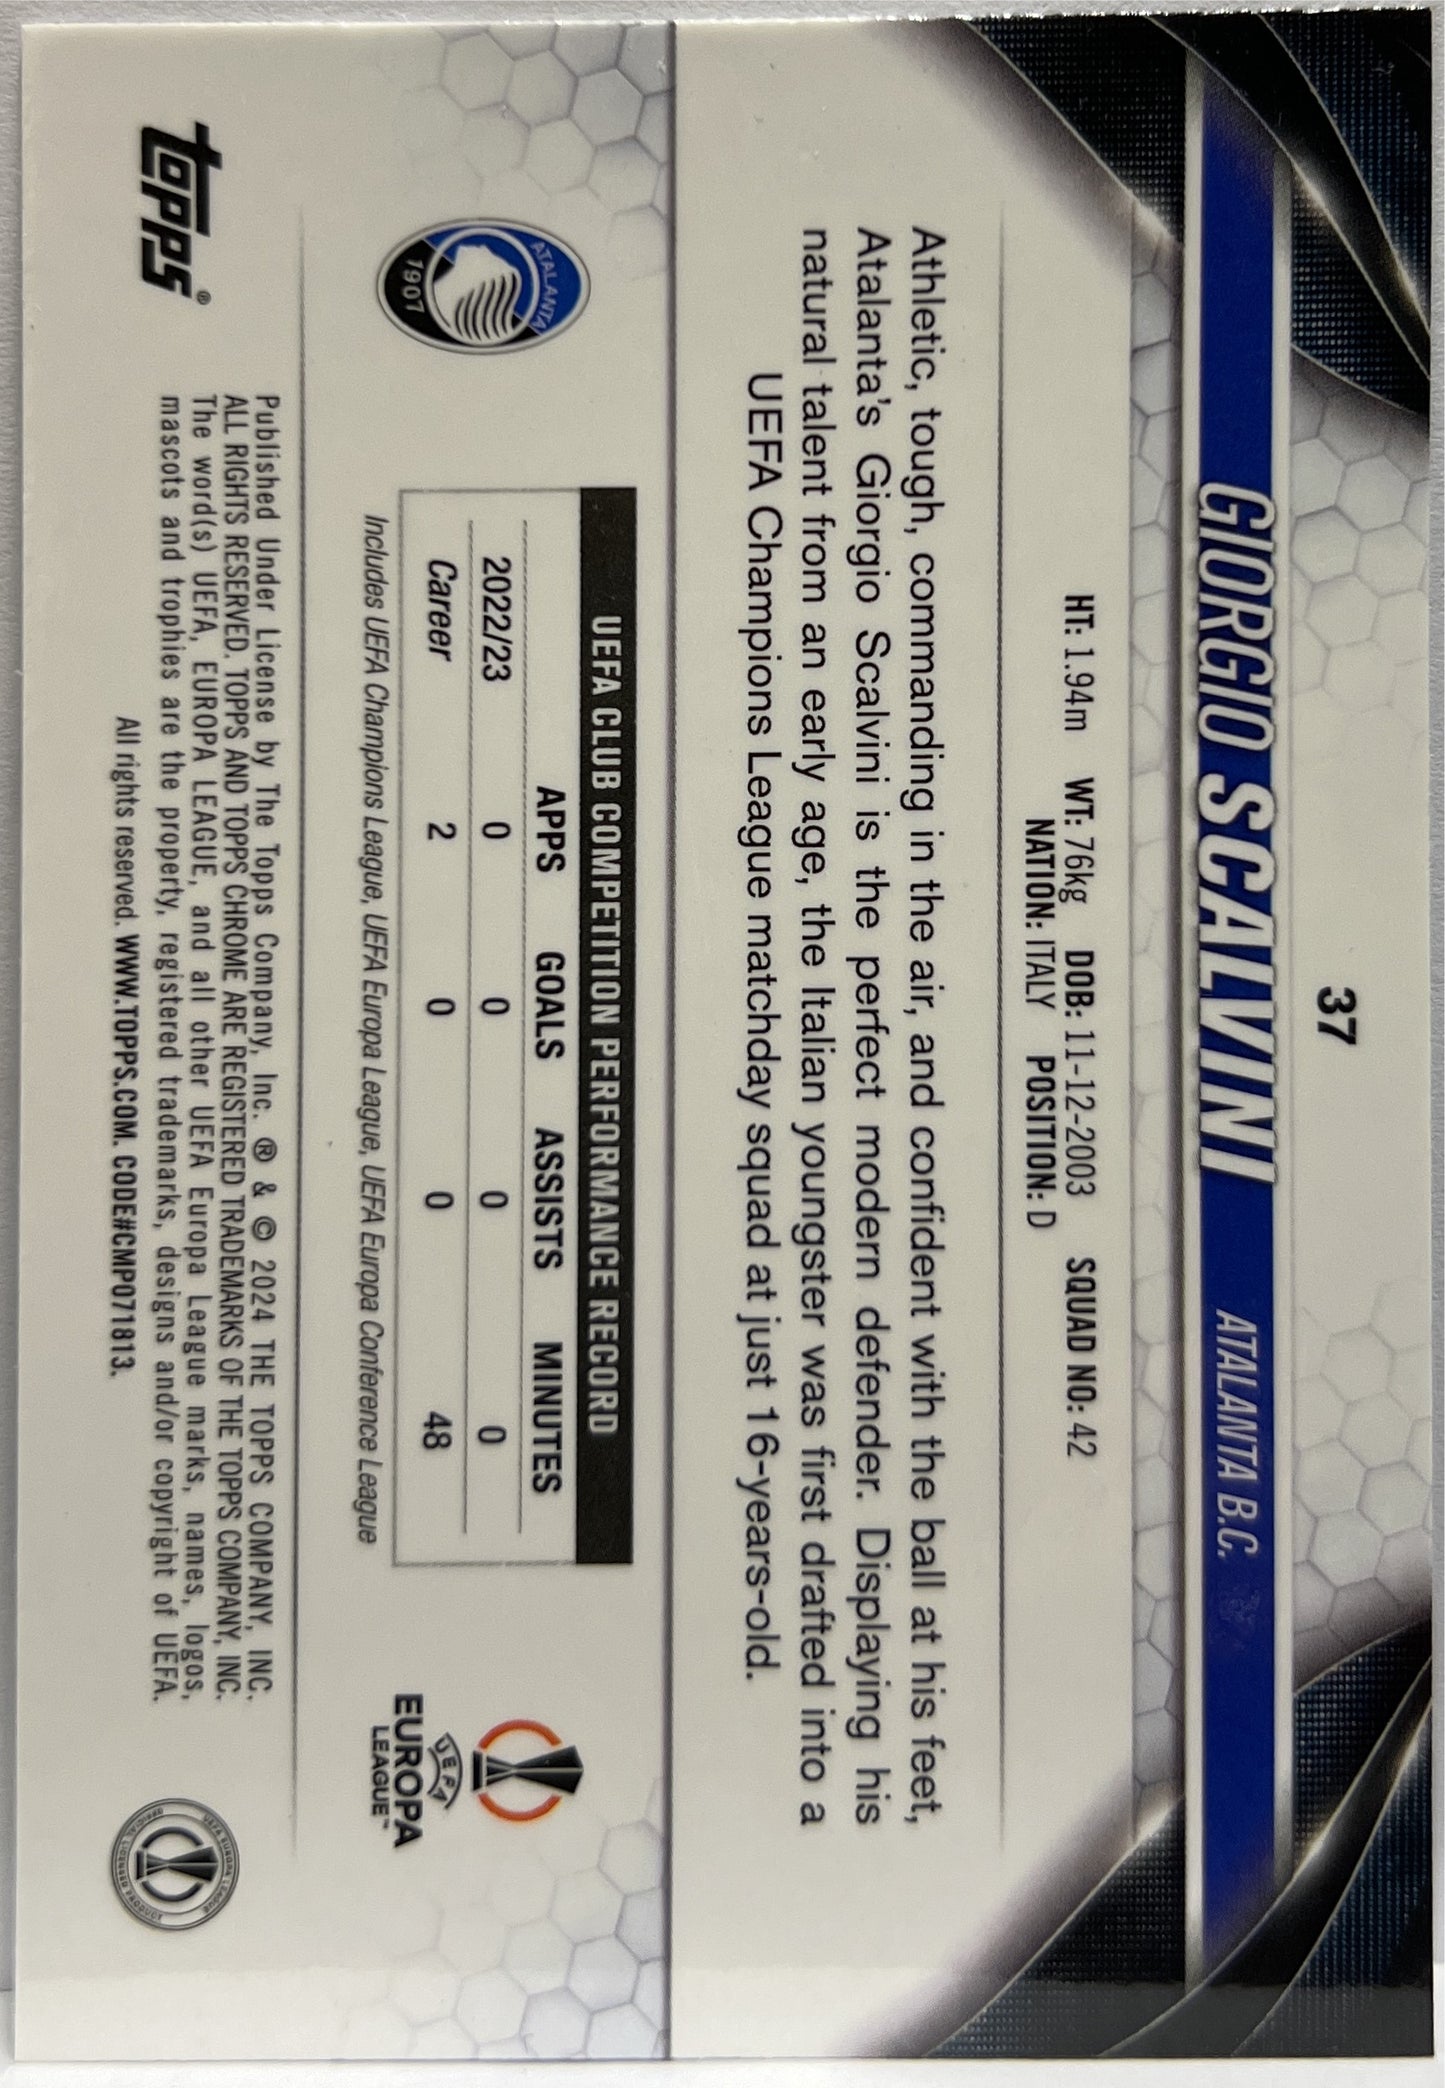 37
GIORGIO SCALVINI ATALANTA B.C.
HT: 1.94m WT: 76kg DOB: 11-12-2003 SQUAD NO: 42
NATION: ITALY POSITION: D
Athletic, tough, commanding in the air, and confident with the ball at his feet,
Atalanta's Giorgio Scalvini is the perfect modern defender. Displaying his
natural talent from an early age, the Italian youngster was first drafted into a
UEFA Champions League matchday squad at just 16-years-old.
ATALANTA
1907
UEFA CLUB COMPETITION PERFORMANCE RECORD
APPS GOALS ASSISTS MINUTES
2022/23 0 0 0 0
Career 2 0 0 48
Includes UEFA Champions League, UEFA Europa League, UEFA Europa Conference League
UEFA
EUROPA
LEAGUE™
topps®
Published Under License by The Topps Company, Inc. ® & © 2024 THE TOPPS COMPANY, INC.
ALL RIGHTS RESERVED. TOPPS AND TOPPS CHROME ARE REGISTERED TRADEMARKS OF THE TOPPS COMPANY, INC.
The word(s) UEFA, EUROPA LEAGUE, and all other UEFA Europa League marks, names, logos,
mascots and trophies are the property, registered trademarks, designs and/or copyright of UEFA.
All rights reserved. WWW.TOPPS.COM. CODE#CMP071813.
UEFA EUROPA LEAGUE
OFFICIAL LICENSED PRODUCT